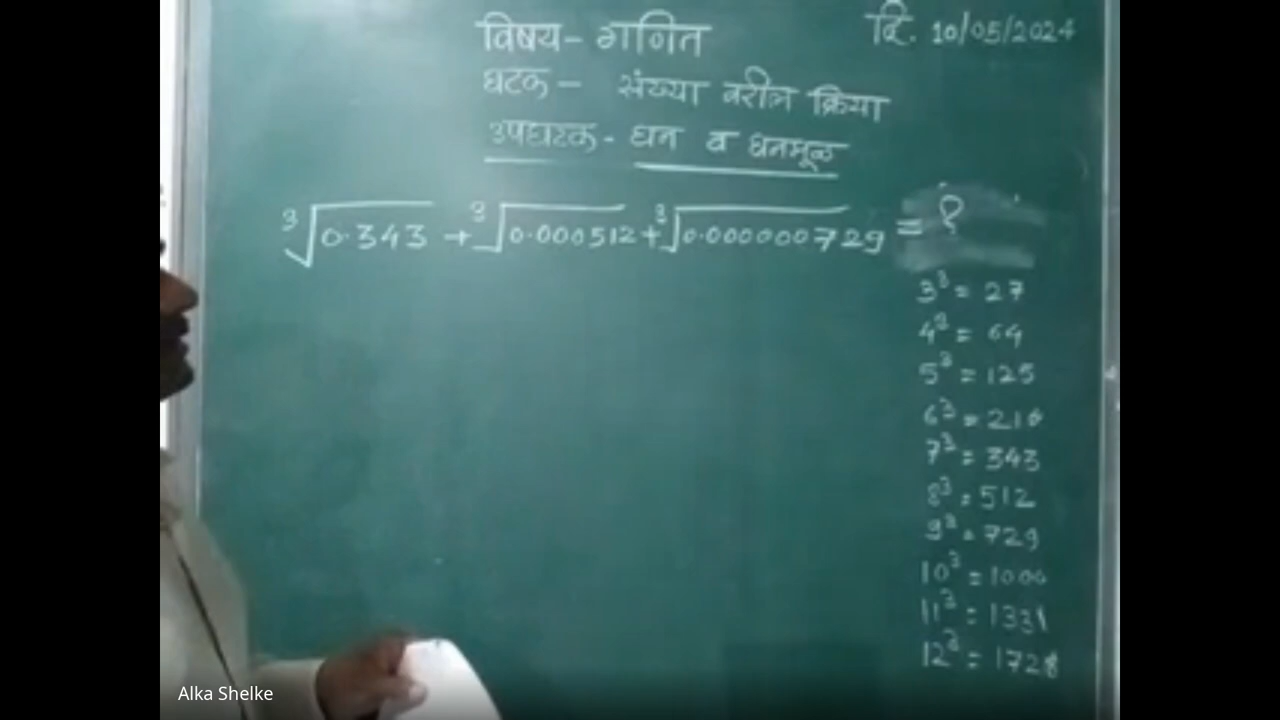 विषय- गणित
दि. 10/05/2024
घटक- संख्या वरील क्रिया
उपघटक- घन व घनमूळ
∛0.343 + ∛0.000512 + ∛0.000000729 = ?
3³ = 27
4³ = 64
5³ = 125
6³ = 216
7³ = 343
8³ = 512
9³ = 729
10³ = 1000
11³ = 1331
12³ = 1728
Alka Shelke